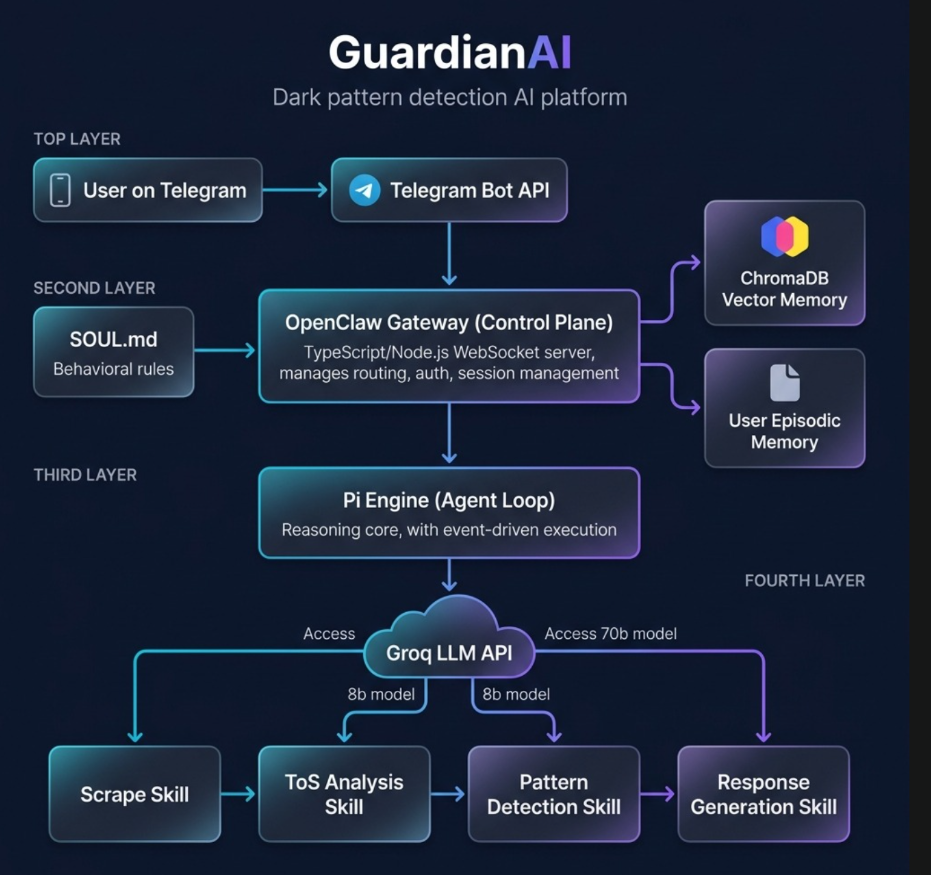 GuardianAI
Dark pattern detection AI platform
TOP LAYER
User on Telegram
Telegram Bot API
ChromaDB
Vector Memory
SECOND LAYER
SOUL.md
Behavioral rules
OpenClaw Gateway (Control Plane)
TypeScript/Node.js WebSocket server,
manages routing, auth, session management
User Episodic
Memory
THIRD LAYER
Pi Engine (Agent Loop)
Reasoning core, with event-driven execution
FOURTH LAYER
Access
Groq LLM API
Access 70b model
8b model
8b model
Scrape Skill
ToS Analysis
Skill
Pattern
Detection Skill
Response
Generation Skill